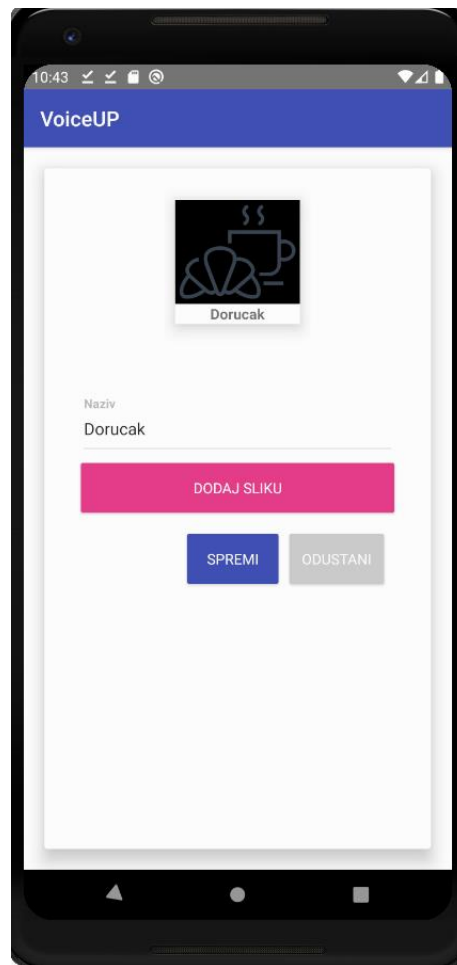 10:43
VoiceUP
Dorucak
Naziv
Dorucak
DODAJ SLIKU
SPREMI ODUSTANI